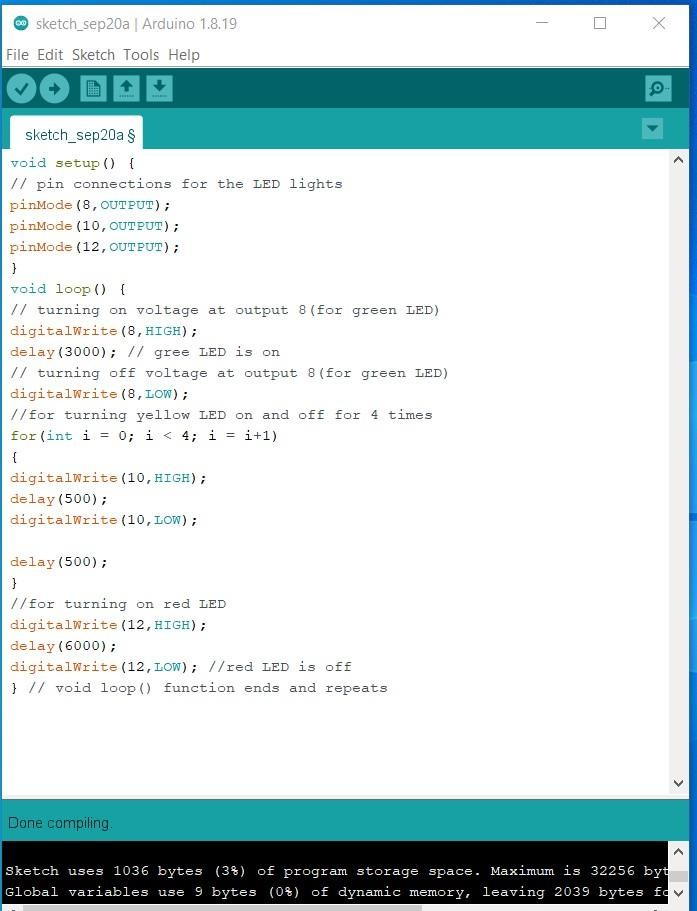 sketch_sep20a | Arduino 1.8.19
File Edit Sketch Tools Help
sketch_sep20a §
void setup() {
// pin connections for the LED lights
pinMode(8,OUTPUT);
pinMode(10,OUTPUT);
pinMode(12,OUTPUT);
}
void loop() {
// turning on voltage at output 8(for green LED)
digitalWrite(8,HIGH);
delay(3000); // gree LED is on
// turning off voltage at output 8(for green LED)
digitalWrite(8,LOW);
//for turning yellow LED on and off for 4 times
for(int i = 0; i < 4; i = i+1)
{
digitalWrite(10,HIGH);
delay(500);
digitalWrite(10,LOW);
delay(500);
}
//for turning on red LED
digitalWrite(12,HIGH);
delay(6000);
digitalWrite(12,LOW); //red LED is off
} // void loop() function ends and repeats
Done compiling.
Sketch uses 1036 bytes (3%) of program storage space. Maximum is 32256 byt
Global variables use 9 bytes (0%) of dynamic memory, leaving 2039 bytes fo